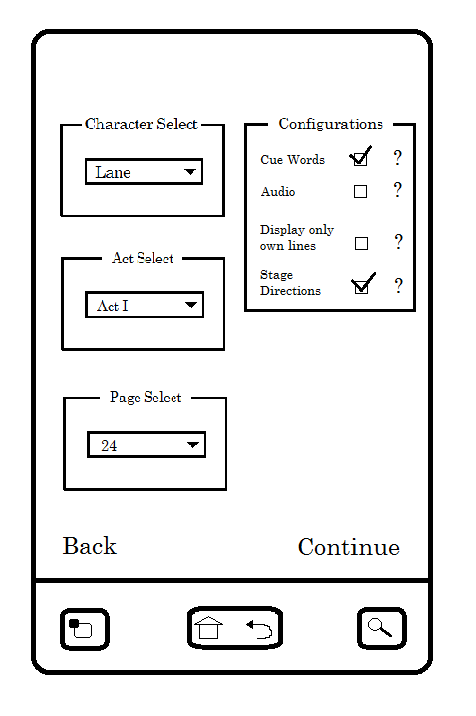 Character Select
Lane
Act Select
Act I
Page Select
24
Configurations
Cue Words ?
Audio ?
Display only
own lines ?
Stage
Directions ?
Back Continue